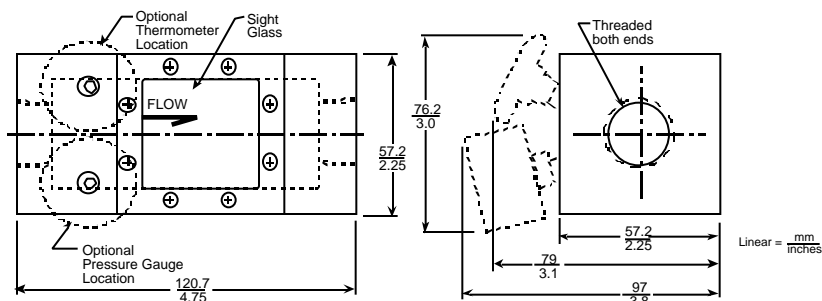 Optional
Thermometer
Location
Sight
Glass
FLOW
57.2
2.25
Optional
Pressure Gauge
Location
120.7
4.75
Threaded
both ends
76.2
3.0
57.2
2.25
79
3.1
97
3.8
Linear = mm
inches